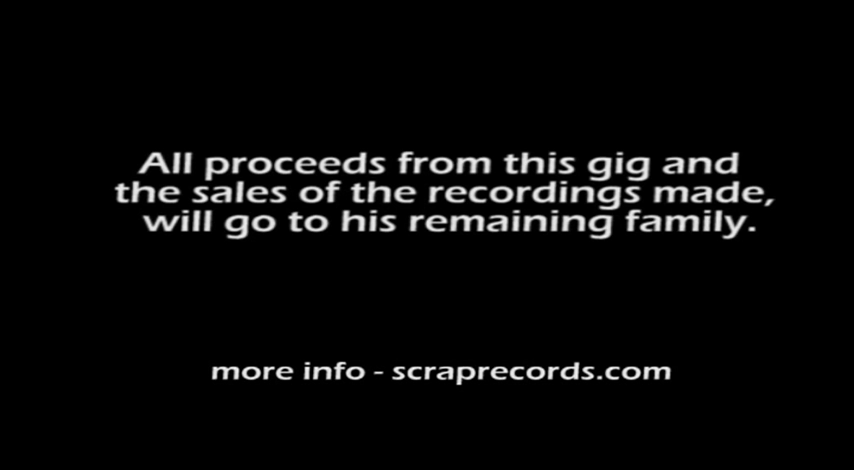 All proceeds from this gig and
the sales of the recordings made,
will go to his remaining family.
more info - scraprecords.com